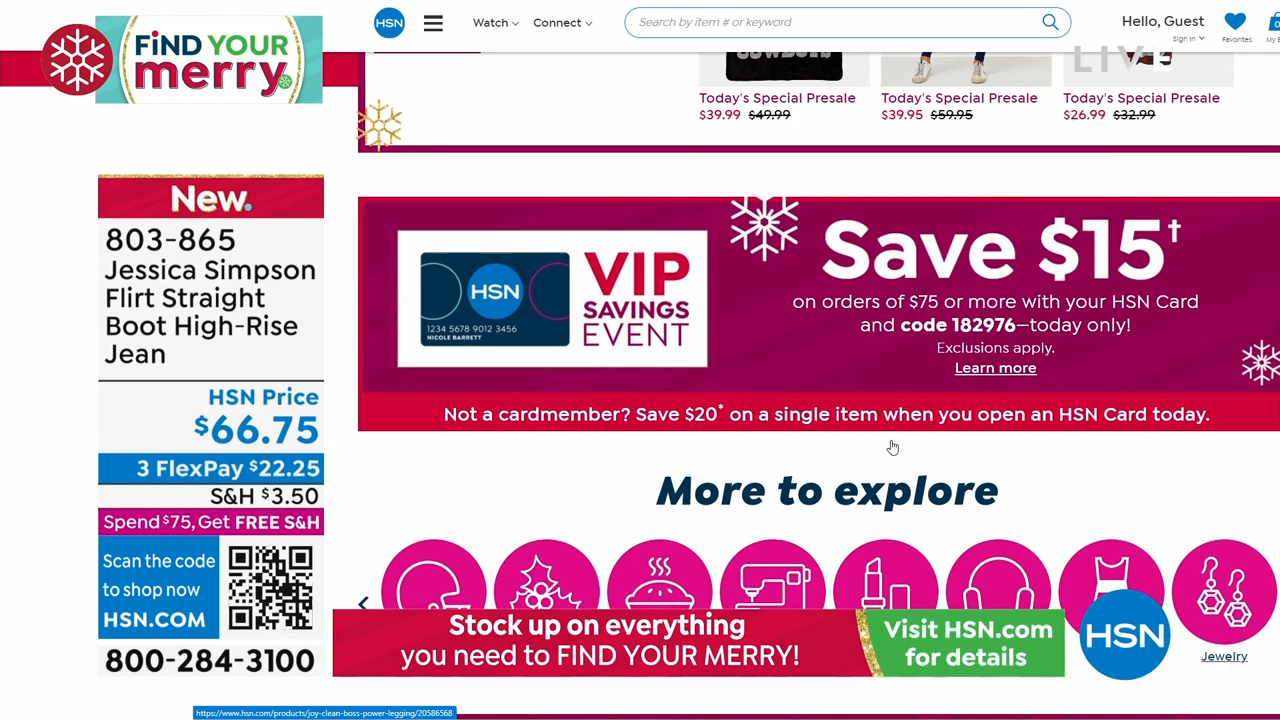 FiND YOUR
merry.
HSN
Watch
Connect
Search by item # or keyword
Hello, Guest
Sign In
Favorites
0
COWBOYS
LIVE
Today's Special Presale
$39.99 $49.99
Today's Special Presale
$39.95 $59.95
Today's Special Presale
$26.99 $32.99
New.
803-865
Jessica Simpson
Flirt Straight
Boot High-Rise
Jean
HSN Price
$66.75
3 FlexPay $22.25
S&H $3.50
Spend $75, Get FREE S&H
Scan the code
to shop now
HSN.COM
800-284-3100
HSN
1234 5678 9012 3456
NICOLE BARRETT
VIP
SAVINGS
EVENT
Save $15†
on orders of $75 or more with your HSN Card
and code 182976–today only!
Exclusions apply.
Learn more
Not a cardmember? Save $20* on a single item when you open an HSN Card today.
More to explore
Jewelry
Stock up on everything
you need to FIND YOUR MERRY!
Visit HSN.com
for details
HSN
https://www.hsn.com/products/joy-clean-boss-power-legging/20586568